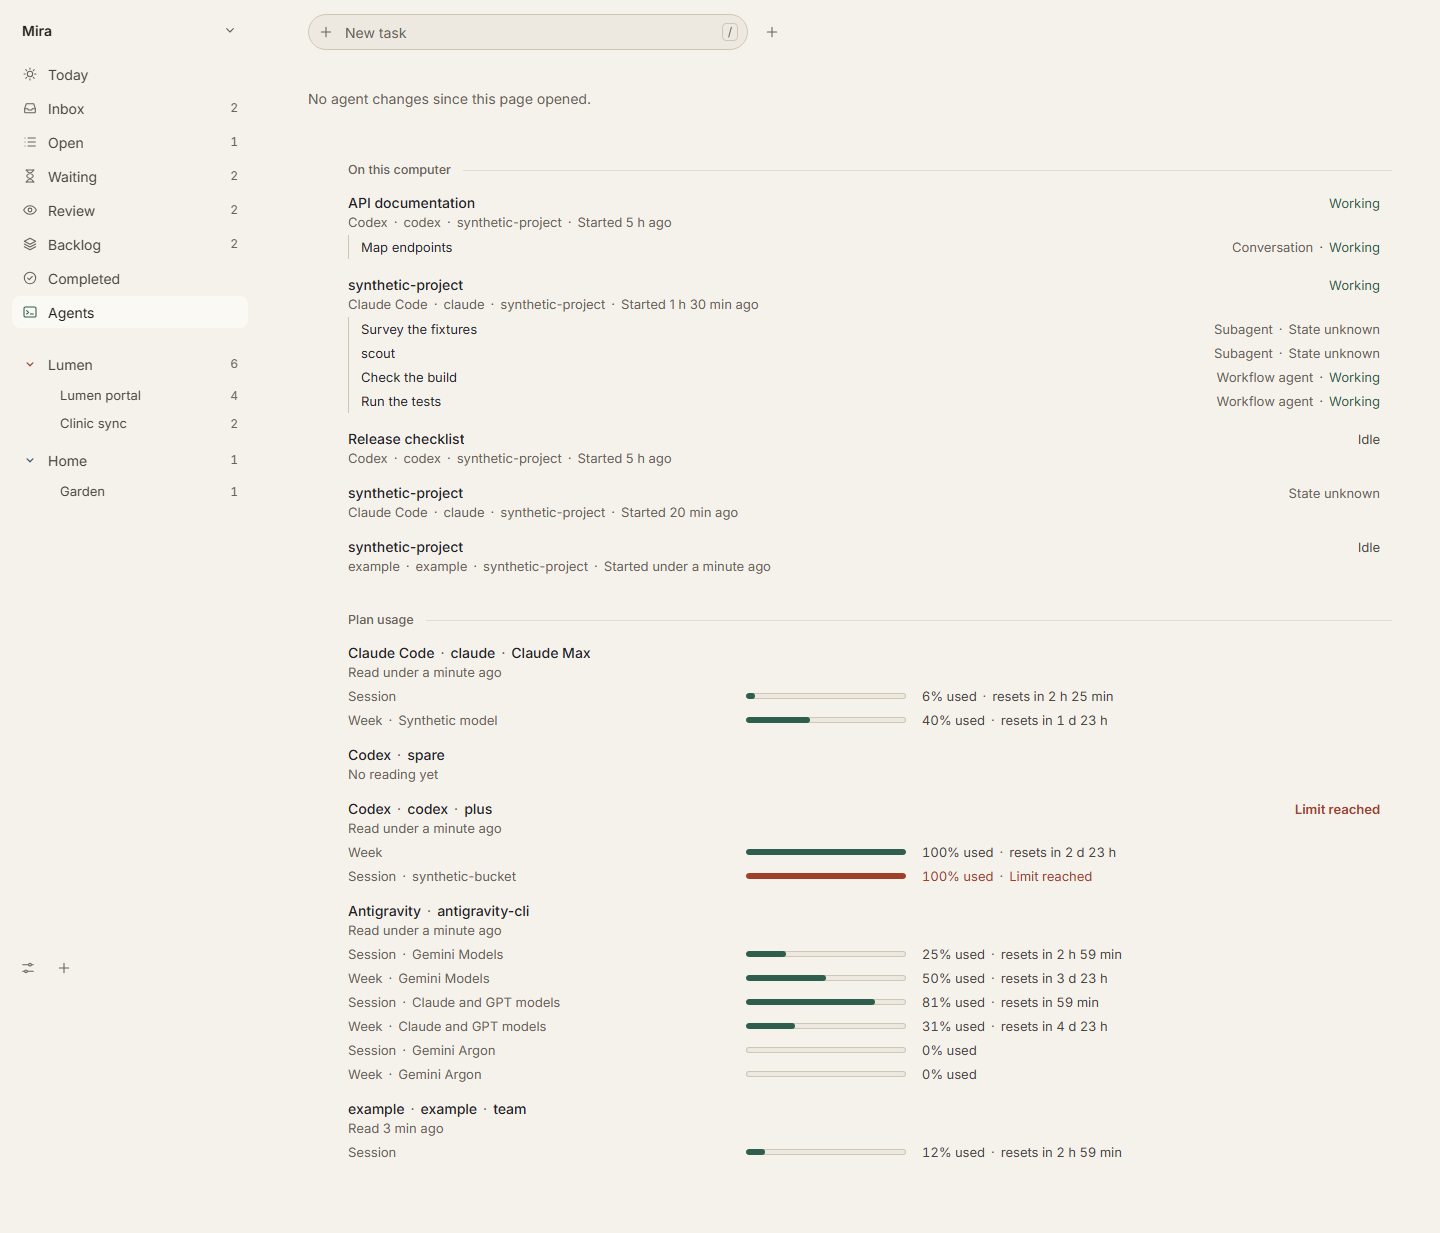 Mira
Today
Inbox 2
Open 1
Waiting 2
Review 2
Backlog 2
Completed
Agents
Lumen 6
Lumen portal 4
Clinic sync 2
Home 1
Garden 1
New task /
No agent changes since this page opened.
On this computer
API documentation Working
Codex · codex · synthetic-project · Started 5 h ago
Map endpoints Conversation · Working
synthetic-project Working
Claude Code · claude · synthetic-project · Started 1 h 30 min ago
Survey the fixtures Subagent · State unknown
scout Subagent · State unknown
Check the build Workflow agent · Working
Run the tests Workflow agent · Working
Release checklist Idle
Codex · codex · synthetic-project · Started 5 h ago
synthetic-project State unknown
Claude Code · claude · synthetic-project · Started 20 min ago
synthetic-project Idle
example · example · synthetic-project · Started under a minute ago
Plan usage
Claude Code · claude · Claude Max
Read under a minute ago
Session 6% used · resets in 2 h 25 min
Week · Synthetic model 40% used · resets in 1 d 23 h
Codex · spare
No reading yet
Codex · codex · plus Limit reached
Read under a minute ago
Week 100% used · resets in 2 d 23 h
Session · synthetic-bucket 100% used · Limit reached
Antigravity · antigravity-cli
Read under a minute ago
Session · Gemini Models 25% used · resets in 2 h 59 min
Week · Gemini Models 50% used · resets in 3 d 23 h
Session · Claude and GPT models 81% used · resets in 59 min
Week · Claude and GPT models 31% used · resets in 4 d 23 h
Session · Gemini Argon 0% used
Week · Gemini Argon 0% used
example · example · team
Read 3 min ago
Session 12% used · resets in 2 h 59 min